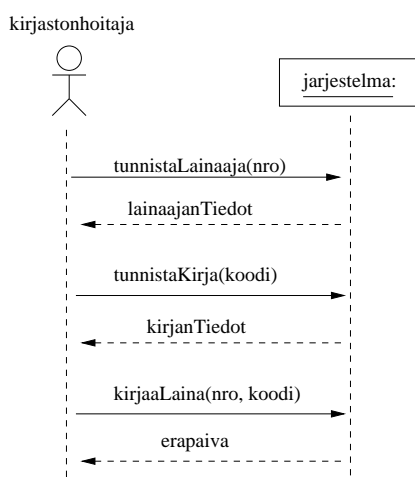 kirjastonhoitaja
jarjestelma:
tunnistaLainaaja(nro)
lainaajanTiedot
tunnistaKirja(koodi)
kirjanTiedot
kirjaaLaina(nro, koodi)
erapaiva